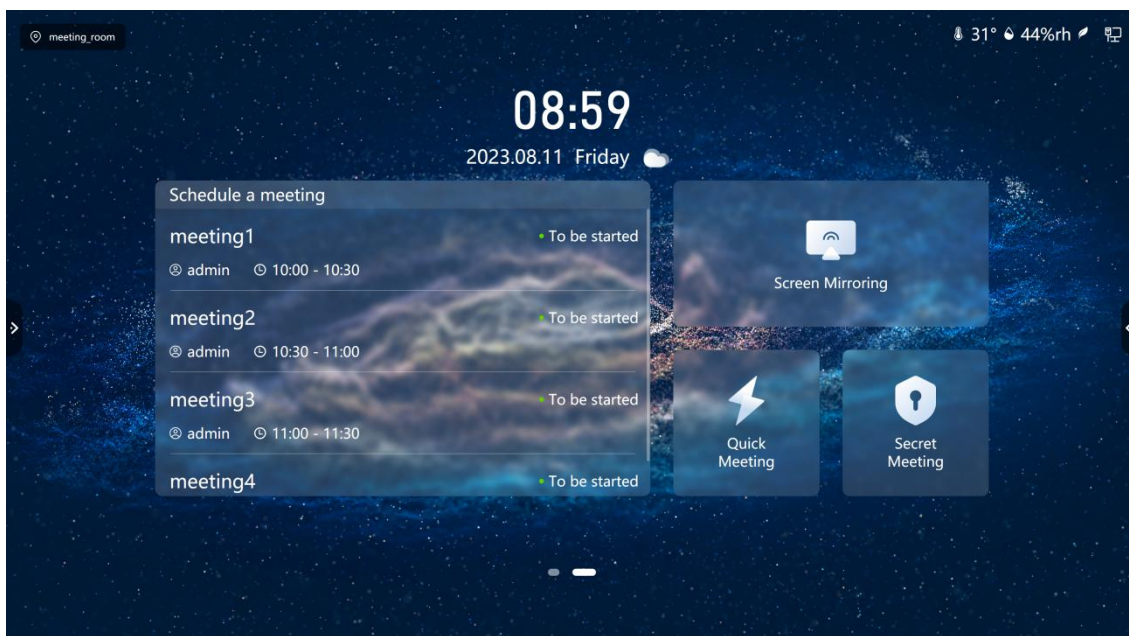 meeting_room
31° 44%rh
08:59
2023.08.11 Friday
Schedule a meeting
meeting1
To be started
admin 10:00 - 10:30
meeting2
To be started
admin 10:30 - 11:00
meeting3
To be started
admin 11:00 - 11:30
meeting4
To be started
Screen Mirroring
Quick
Meeting
Secret
Meeting